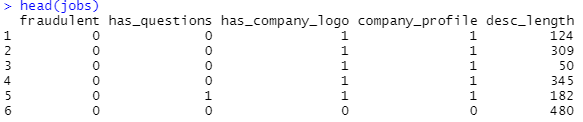 > head(jobs)
  fraudulent has_questions has_company_logo company_profile desc_length
1          0             0                1               1         124
2          0             0                1               1         309
3          0             0                1               1          50
4          0             0                1               1         345
5          0             1                1               1         182
6          0             0                0               0         480